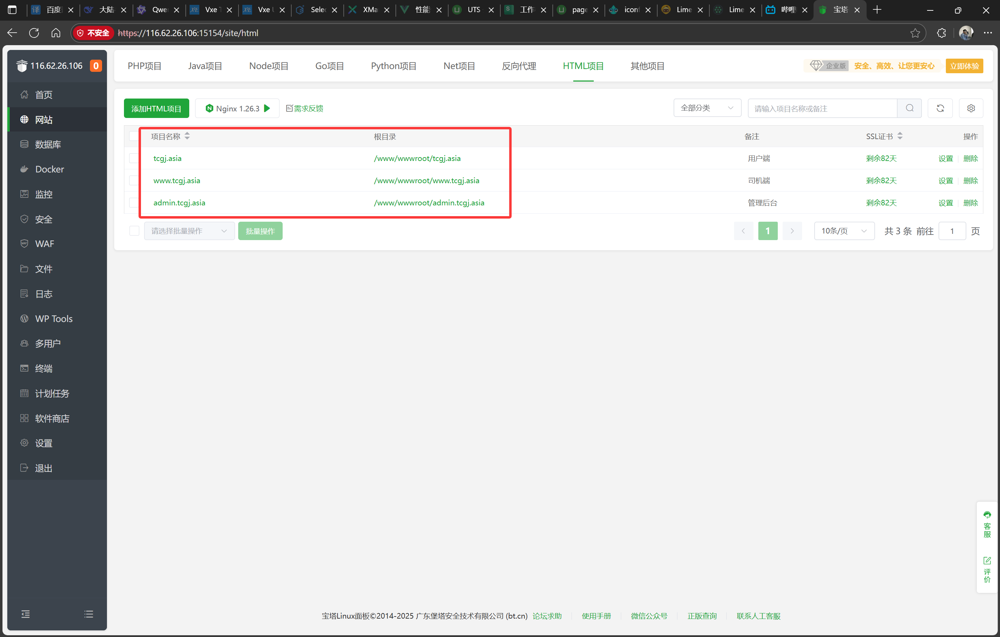 百度 大陆 Qwe Vxe T Vxe U Sele XMa 性能 UTS 工作 page icon Lime Lime 哔哩 宝塔
不安全 https://116.62.26.106:15154/site/html
116.62.26.106 0
首页
网站
数据库
Docker
监控
安全
WAF
文件
日志
WP Tools
多用户
终端
计划任务
软件商店
设置
退出
PHP项目 Java项目 Node项目 Go项目 Python项目 Net项目 反向代理 HTML项目 其他项目 企业版 安全、高效、让您更安心 立即体验
添加HTML项目 Nginx 1.26.3 需求反馈 全部分类 请输入项目名称或备注
项目名称 根目录 备注 SSL证书 操作
tcgj.asia /www/wwwroot/tcgj.asia 用户端 剩余82天 设置 删除
www.tcgj.asia /www/wwwroot/www.tcgj.asia 司机端 剩余82天 设置 删除
admin.tcgj.asia /www/wwwroot/admin.tcgj.asia 管理后台 剩余82天 设置 删除
请选择批量操作 批量操作 1 10条/页 共 3 条 前往 1 页
客服
评价
宝塔Linux面板©2014-2025 广东堡塔安全技术有限公司 (bt.cn) 论坛求助 使用手册 微信公众号 正版查询 联系人工客服